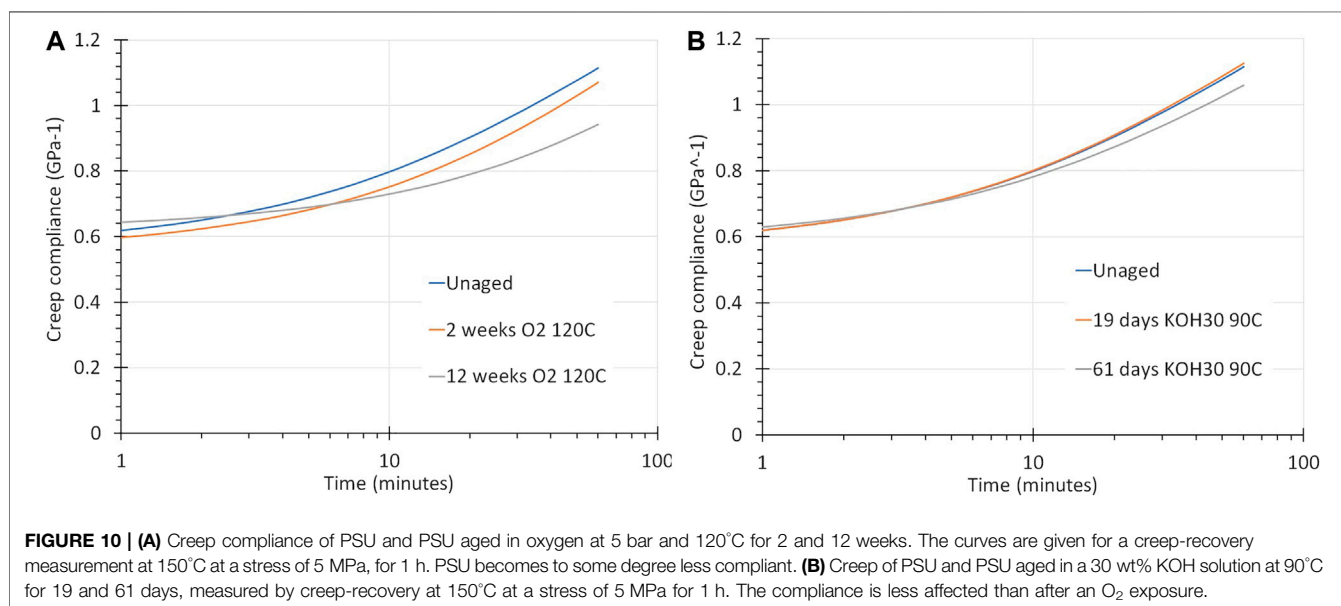 A
1.2
1
0.8
0.6
0.4
0.2
0
Creep compliance (GPa-1)
Unaged
2 weeks O2 120C
12 weeks O2 120C
1
10
100
Time (minutes)
B
1.2
1
0.8
0.6
0.4
0.2
0
Creep compliance (GPa^-1)
Unaged
19 days KOH30 90C
61 days KOH30 90C
1
10
100
Time (minutes)
FIGURE 10 | (A) Creep compliance of PSU and PSU aged in oxygen at 5 bar and 120°C for 2 and 12 weeks. The curves are given for a creep-recovery
measurement at 150°C at a stress of 5 MPa, for 1 h. PSU becomes to some degree less compliant. (B) Creep of PSU and PSU aged in a 30 wt% KOH solution at 90°C
for 19 and 61 days, measured by creep-recovery at 150°C at a stress of 5 MPa for 1 h. The compliance is less affected than after an O₂ exposure.